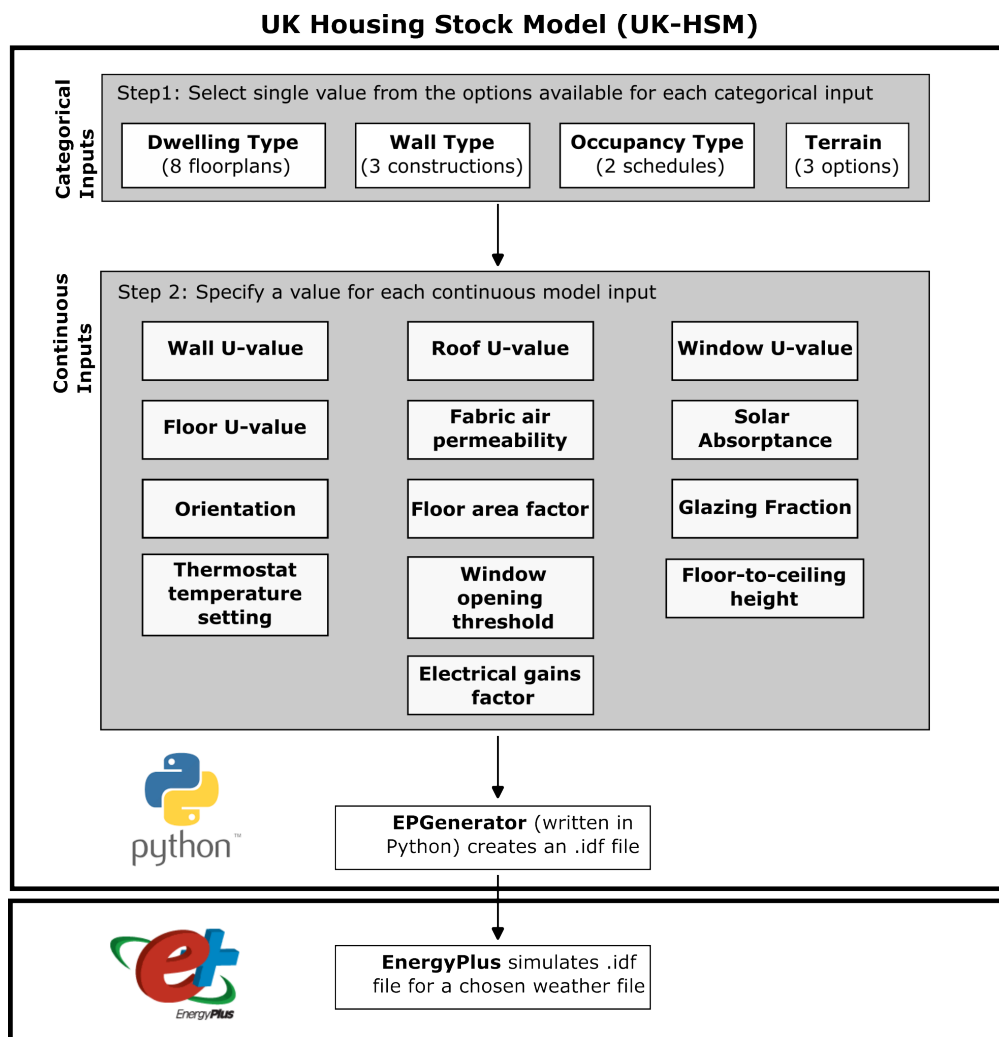 UK Housing Stock Model (UK-HSM)
Categorical
Inputs
Step1: Select single value from the options available for each categorical input
Dwelling Type
(8 floorplans)
Wall Type
(3 constructions)
Occupancy Type
(2 schedules)
Terrain
(3 options)
Continuous
Inputs
Step 2: Specify a value for each continuous model input
Wall U-value
Roof U-value
Window U-value
Floor U-value
Fabric air
permeability
Solar
Absorptance
Orientation
Floor area factor
Glazing Fraction
Thermostat
temperature
setting
Window
opening
threshold
Floor-to-ceiling
height
Electrical gains
factor
python™
EPGenerator (written in
Python) creates an .idf file
e+
EnergyPlus
EnergyPlus simulates .idf
file for a chosen weather file